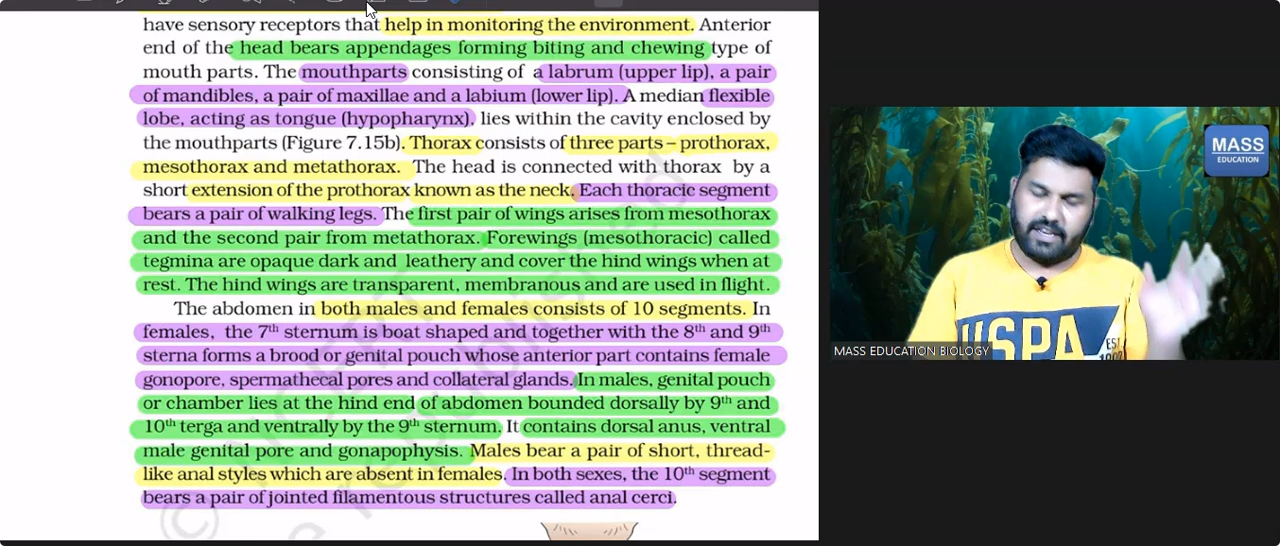 have sensory receptors that help in monitoring the environment. Anterior
end of the head bears appendages forming biting and chewing type of
mouth parts. The mouthparts consisting of a labrum (upper lip), a pair
of mandibles, a pair of maxillae and a labium (lower lip). A median flexible
lobe, acting as tongue (hypopharynx), lies within the cavity enclosed by
the mouthparts (Figure 7.15b). Thorax consists of three parts – prothorax,
mesothorax and metathorax. The head is connected with thorax by a
short extension of the prothorax known as the neck. Each thoracic segment
bears a pair of walking legs. The first pair of wings arises from mesothorax
and the second pair from metathorax. Forewings (mesothoracic) called
tegmina are opaque dark and leathery and cover the hind wings when at
rest. The hind wings are transparent, membranous and are used in flight.
The abdomen in both males and females consists of 10 segments. In
females, the 7th sternum is boat shaped and together with the 8th and 9th
sterna forms a brood or genital pouch whose anterior part contains female
gonopore, spermathecal pores and collateral glands. In males, genital pouch
or chamber lies at the hind end of abdomen bounded dorsally by 9th and
10th terga and ventrally by the 9th sternum. It contains dorsal anus, ventral
male genital pore and gonapophysis. Males bear a pair of short, thread-
like anal styles which are absent in females. In both sexes, the 10th segment
bears a pair of jointed filamentous structures called anal cerci.
MASS
EDUCATION
USPA
MASS EDUCATION BIOLOGY